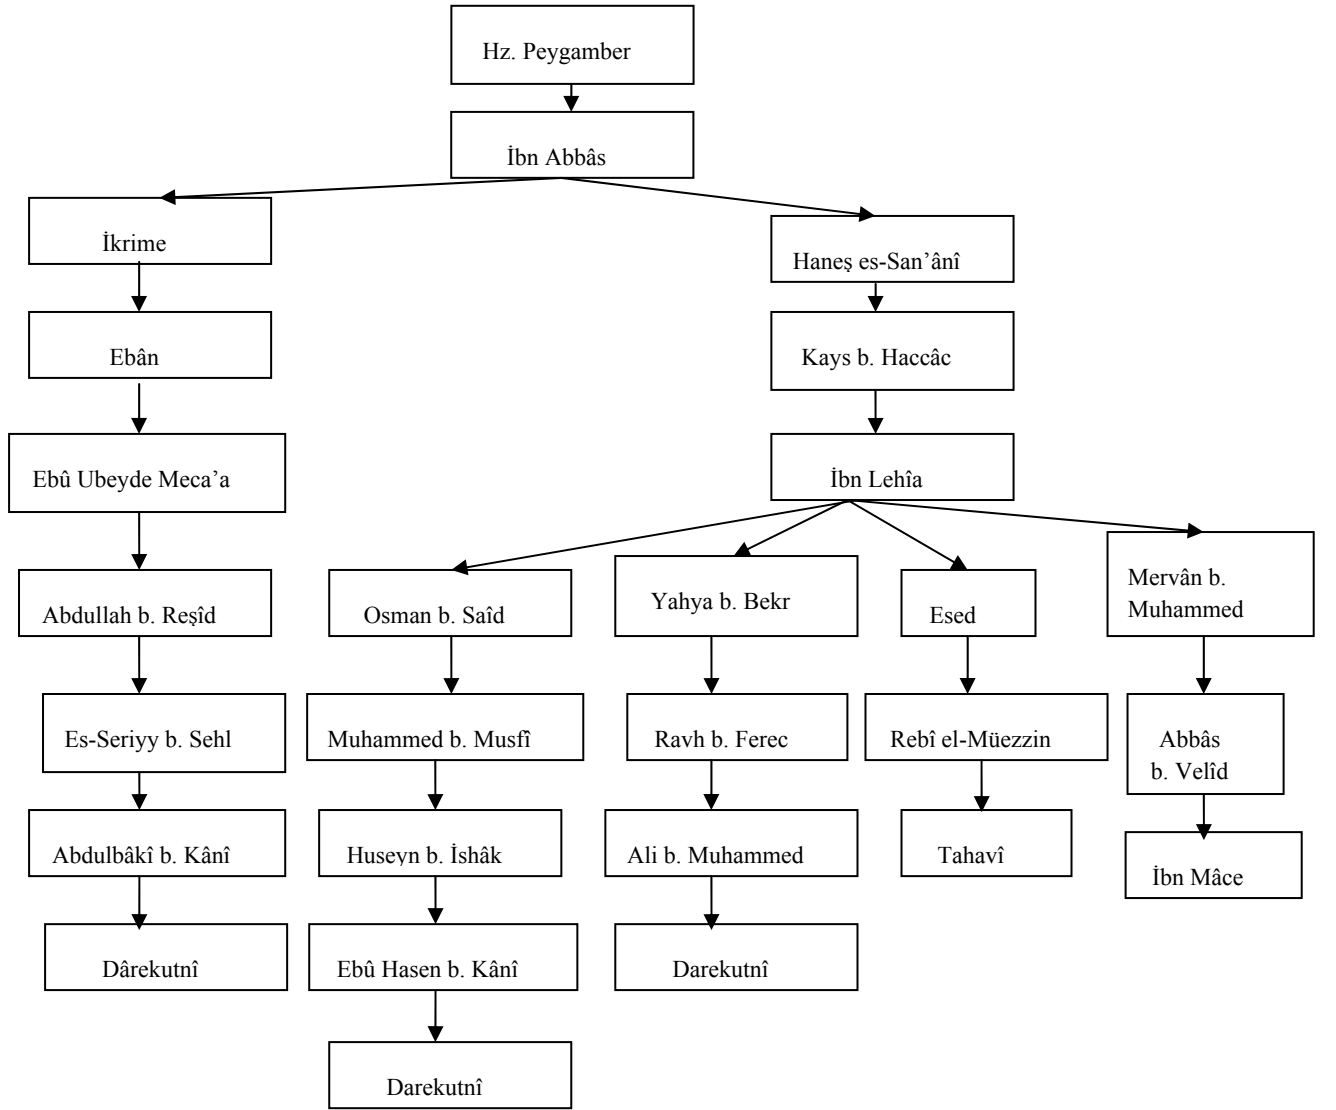 Hz. Peygamber
İbn Abbâs
İkrime
Haneş es-San’ânî
Ebân
Kays b. Haccâc
Ebû Ubeyde Meca’a
İbn Lehîa
Abdullah b. Reşîd
Osman b. Saîd
Yahya b. Bekr
Esed
Mervân b.
Muhammed
Es-Seriyy b. Sehl
Muhammed b. Musfî
Ravh b. Ferec
Rebî el-Müezzin
Abbâs
b. Velîd
Abdulbâkî b. Kânî
Huseyn b. İshâk
Ali b. Muhammed
Tahavî
İbn Mâce
Dârekutnî
Ebû Hasen b. Kânî
Darekutnî
Darekutnî